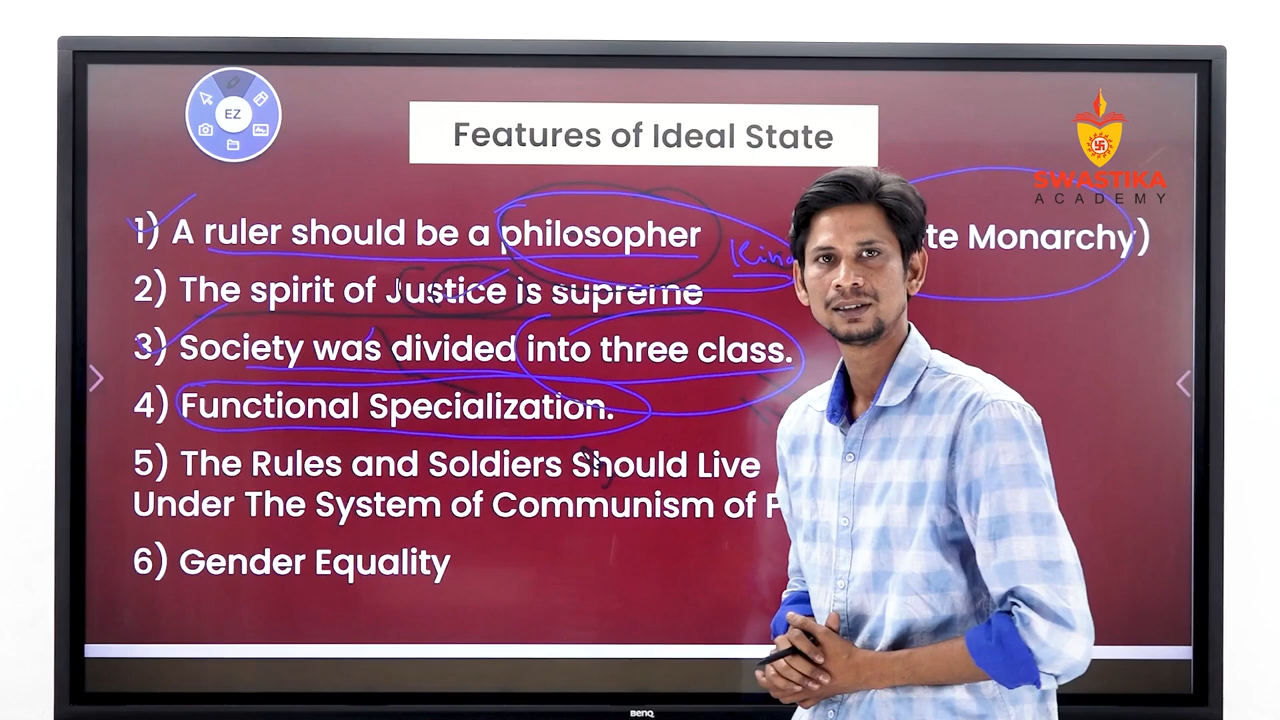 EZ
Features of Ideal State
SWASTIKA
ACADEMY
1) A ruler should be a philosopher Monarchy)
2) The spirit of Justice is supreme
3) Society was divided into three class.
4) Functional Specialization.
5) The Rules and Soldiers Should Live
Under The System of Communism of
6) Gender Equality
BENQ